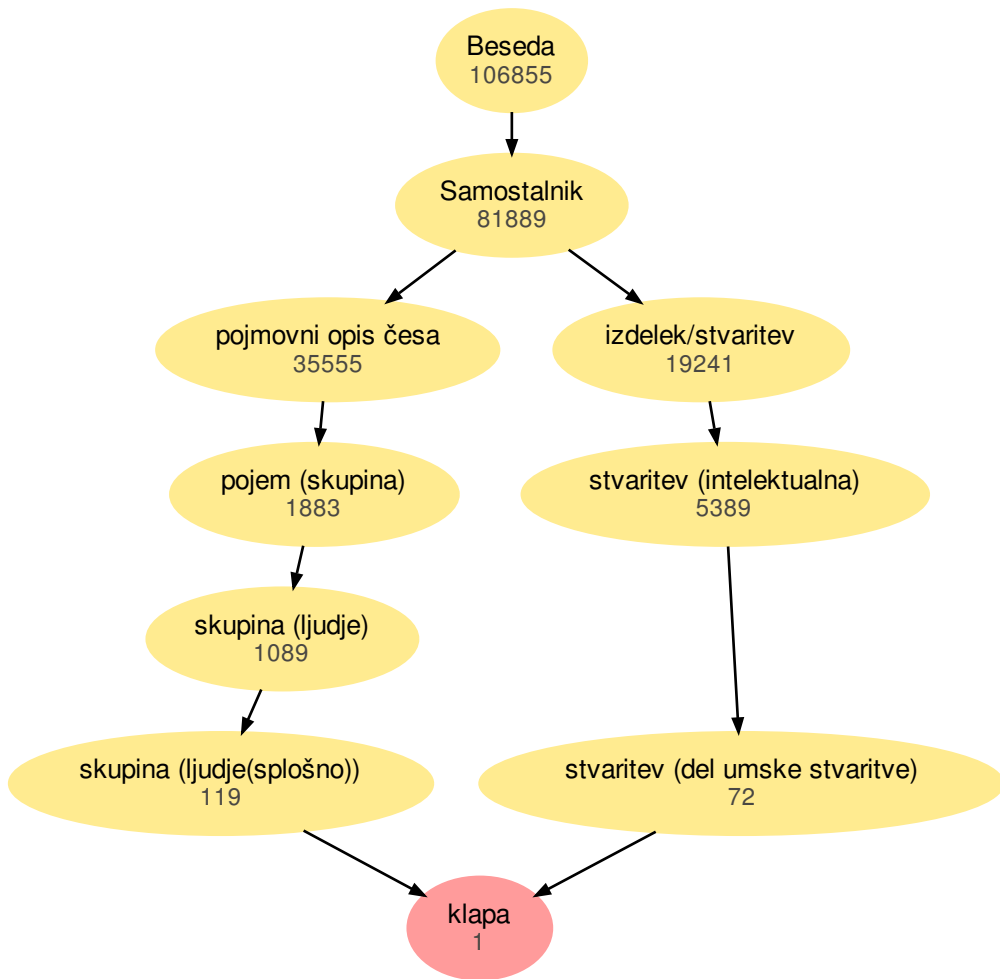 Beseda
106855
Samostalnik
81889
pojmovni opis česa
35555
izdelek/stvaritev
19241
pojem (skupina)
1883
stvaritev (intelektualna)
5389
skupina (ljudje)
1089
skupina (ljudje(splošno))
119
stvaritev (del umske stvaritve)
72
klapa
1